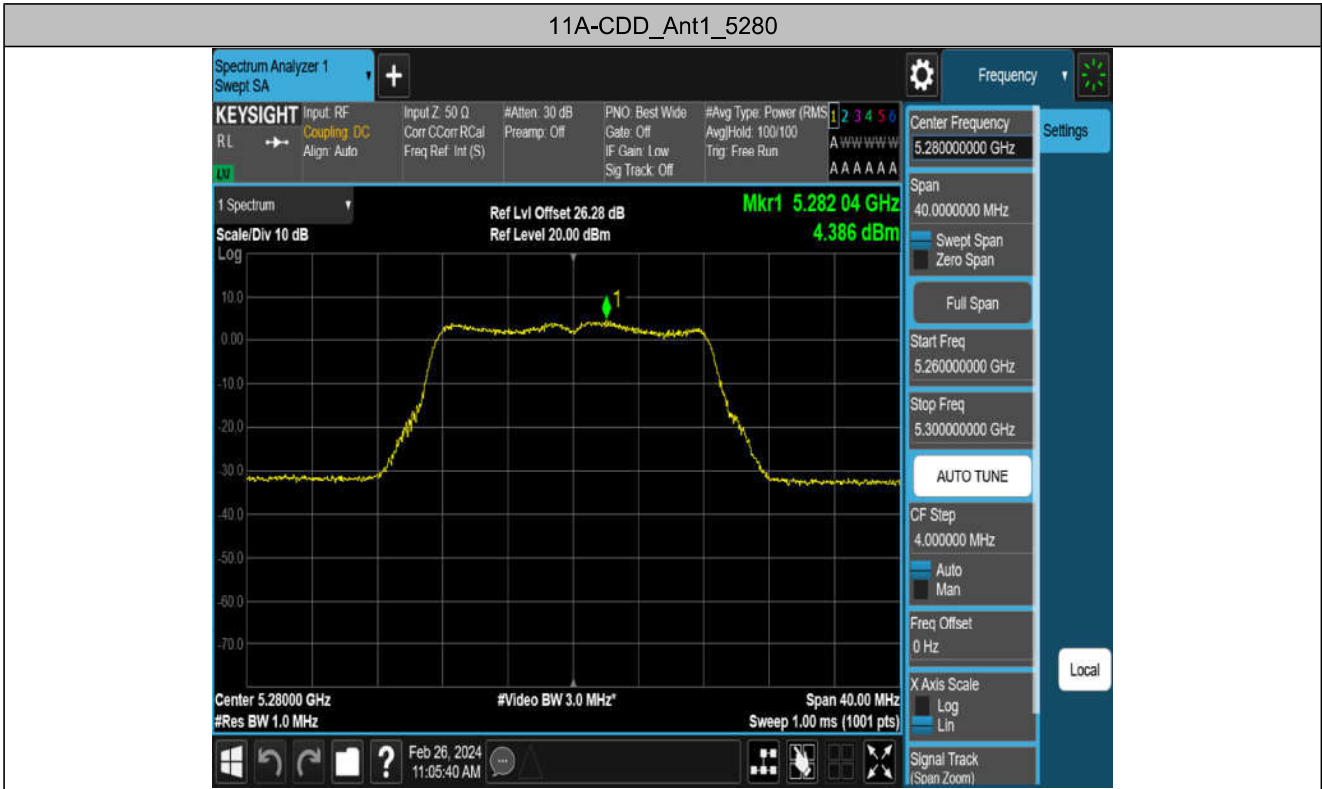 11A-CDD_Ant1_5280
Spectrum Analyzer 1
Swept SA
Frequency
KEYSIGHT
RL
Input: RF
Coupling: DC
Align: Auto
Input Z: 50 Ω
Corr CCorr RCal
Freq Ref: Int (S)
#Atten: 30 dB
Preamp: Off
PNO: Best Wide
Gate: Off
IF Gain: Low
Sig Track: Off
#Avg Type: Power (RMS
Avg|Hold: 100/100
Trig: Free Run
1 2 3 4 5 6
A W W W W W
A A A A A A
1 Spectrum
Scale/Div 10 dB
Log
Ref Lvl Offset 26.28 dB
Ref Level 20.00 dBm
Mkr1 5.282 04 GHz
4.386 dBm
1
10.0
0.00
-10.0
-20.0
-30.0
-40.0
-50.0
-60.0
-70.0
Center 5.28000 GHz
#Res BW 1.0 MHz
#Video BW 3.0 MHz*
Span 40.00 MHz
Sweep 1.00 ms (1001 pts)
Feb 26, 2024
11:05:40 AM
Center Frequency
5.280000000 GHz
Settings
Span
40.0000000 MHz
Swept Span
Zero Span
Full Span
Start Freq
5.260000000 GHz
Stop Freq
5.300000000 GHz
AUTO TUNE
CF Step
4.000000 MHz
Auto
Man
Freq Offset
0 Hz
X Axis Scale
Log
Lin
Local
Signal Track
(Span Zoom)